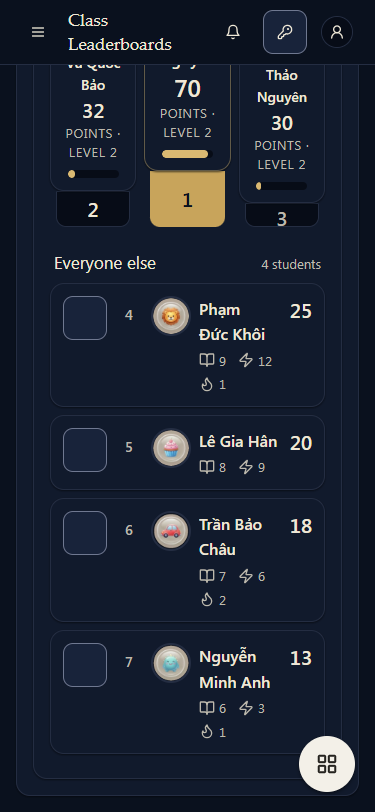 Class
Leaderboards
Bảo
32
POINTS ·
LEVEL 2
2
70
POINTS ·
LEVEL 2
1
Thảo
Nguyên
30
POINTS ·
LEVEL 2
3
Everyone else
4 students
4
Phạm
Đức Khôi
25
9
12
1
5
Lê Gia Hân
20
8
9
6
Trần Bảo
Châu
18
7
6
2
7
Nguyễn
Minh Anh
13
6
3
1